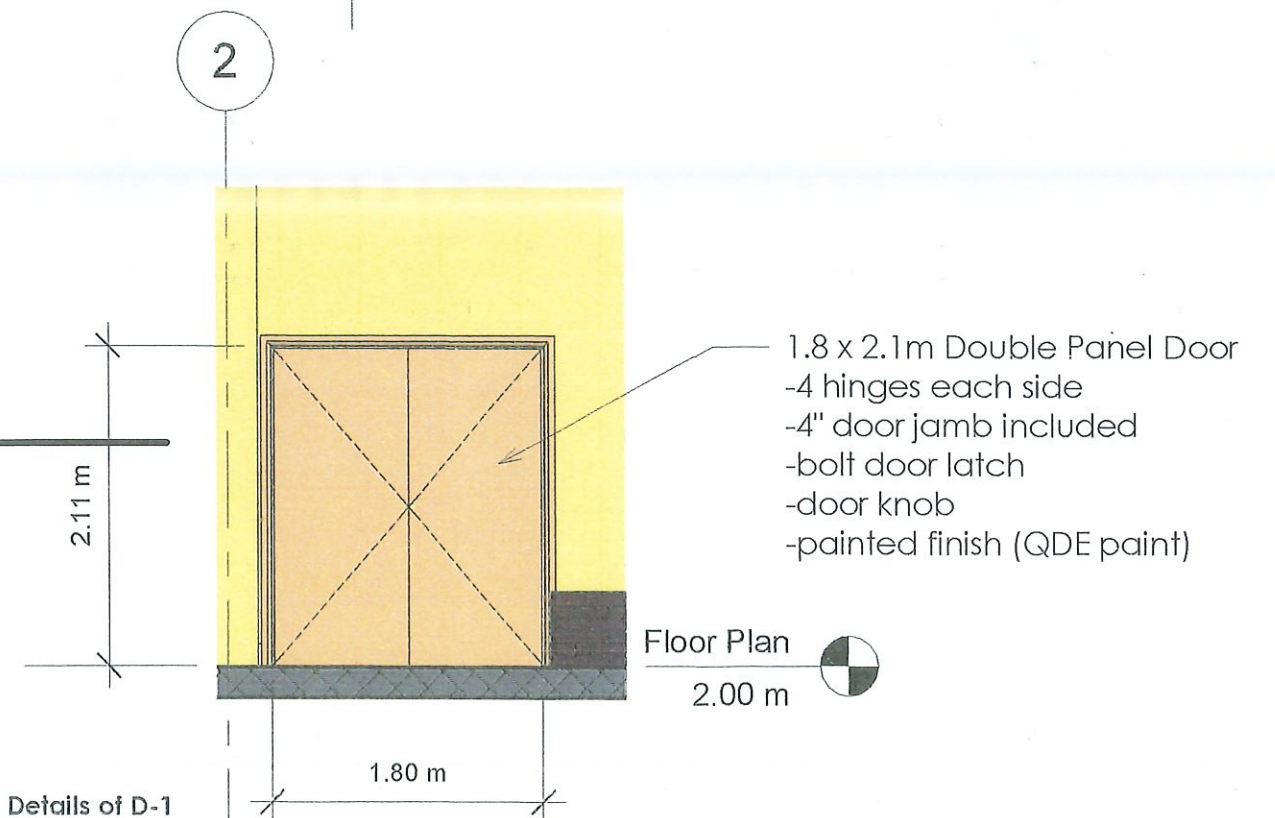 2
1.8 x 2.1m Double Panel Door
-4 hinges each side
-4" door jamb included
-bolt door latch
-door knob
-painted finish (QDE paint)
2.11 m
Floor Plan
2.00 m
1.80 m
Details of D-1